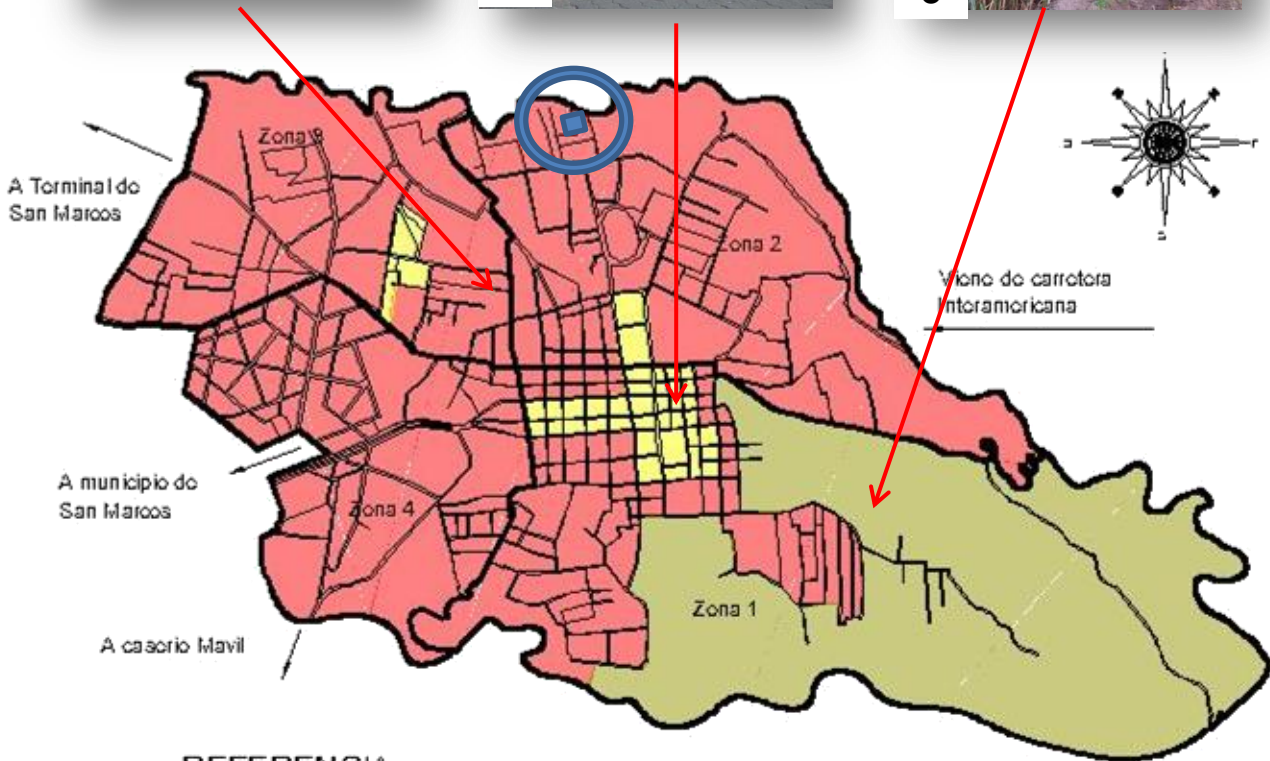 Zona 3
A Terminal de
San Marcos
Zona 2
Viene de carretera
Interamericana
A municipio de
San Marcos
Zona 4
Zona 1
A caserio Mavil